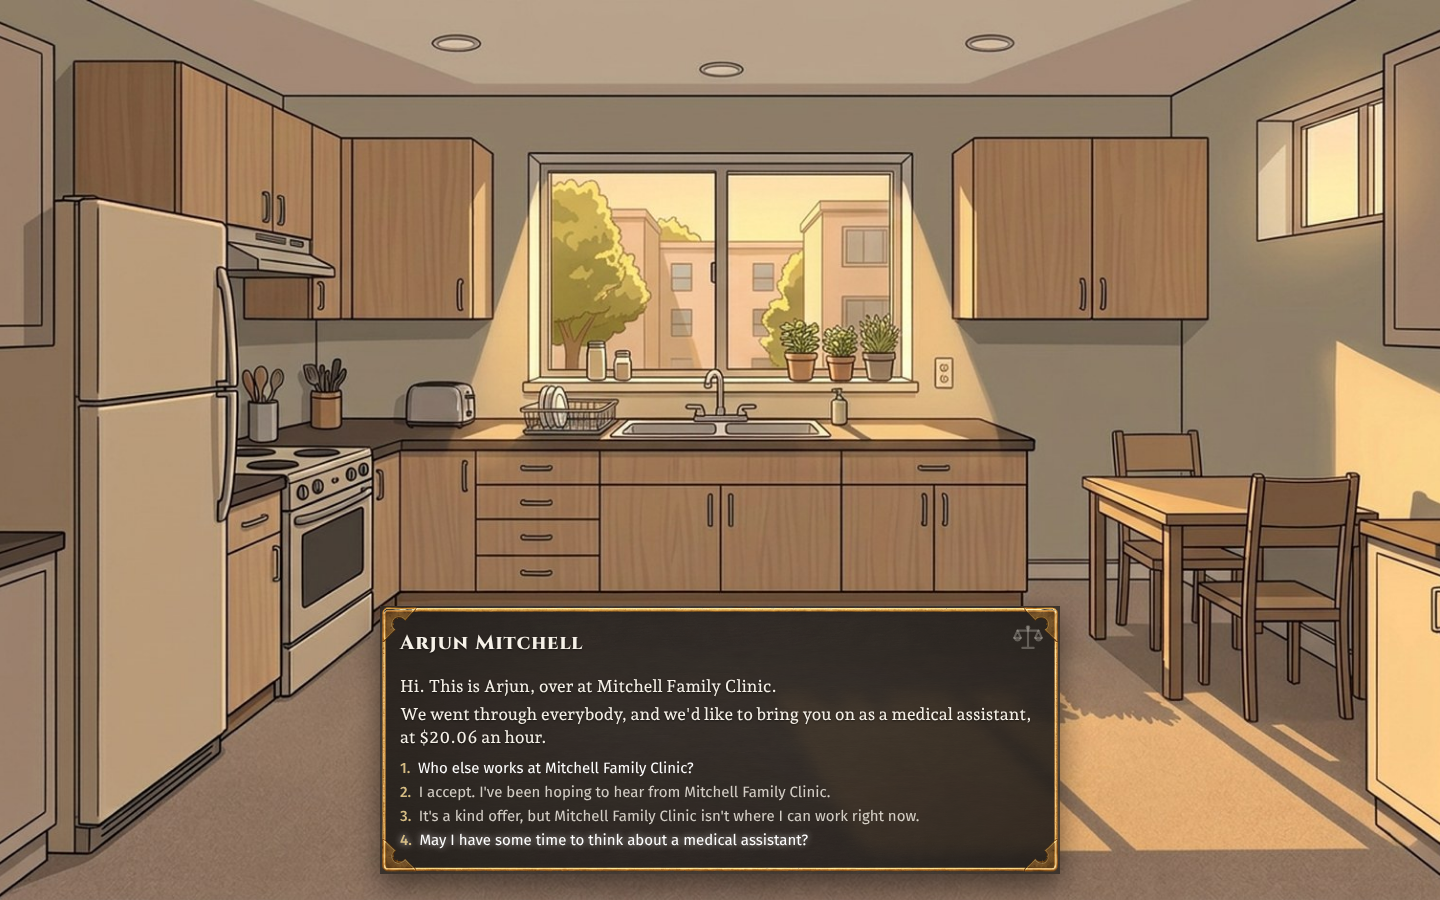 Arjun Mitchell
Hi. This is Arjun, over at Mitchell Family Clinic.
We went through everybody, and we'd like to bring you on as a medical assistant,
at $20.06 an hour.
1. Who else works at Mitchell Family Clinic?
2. I accept. I've been hoping to hear from Mitchell Family Clinic.
3. It's a kind offer, but Mitchell Family Clinic isn't where I can work right now.
4. May I have some time to think about a medical assistant?